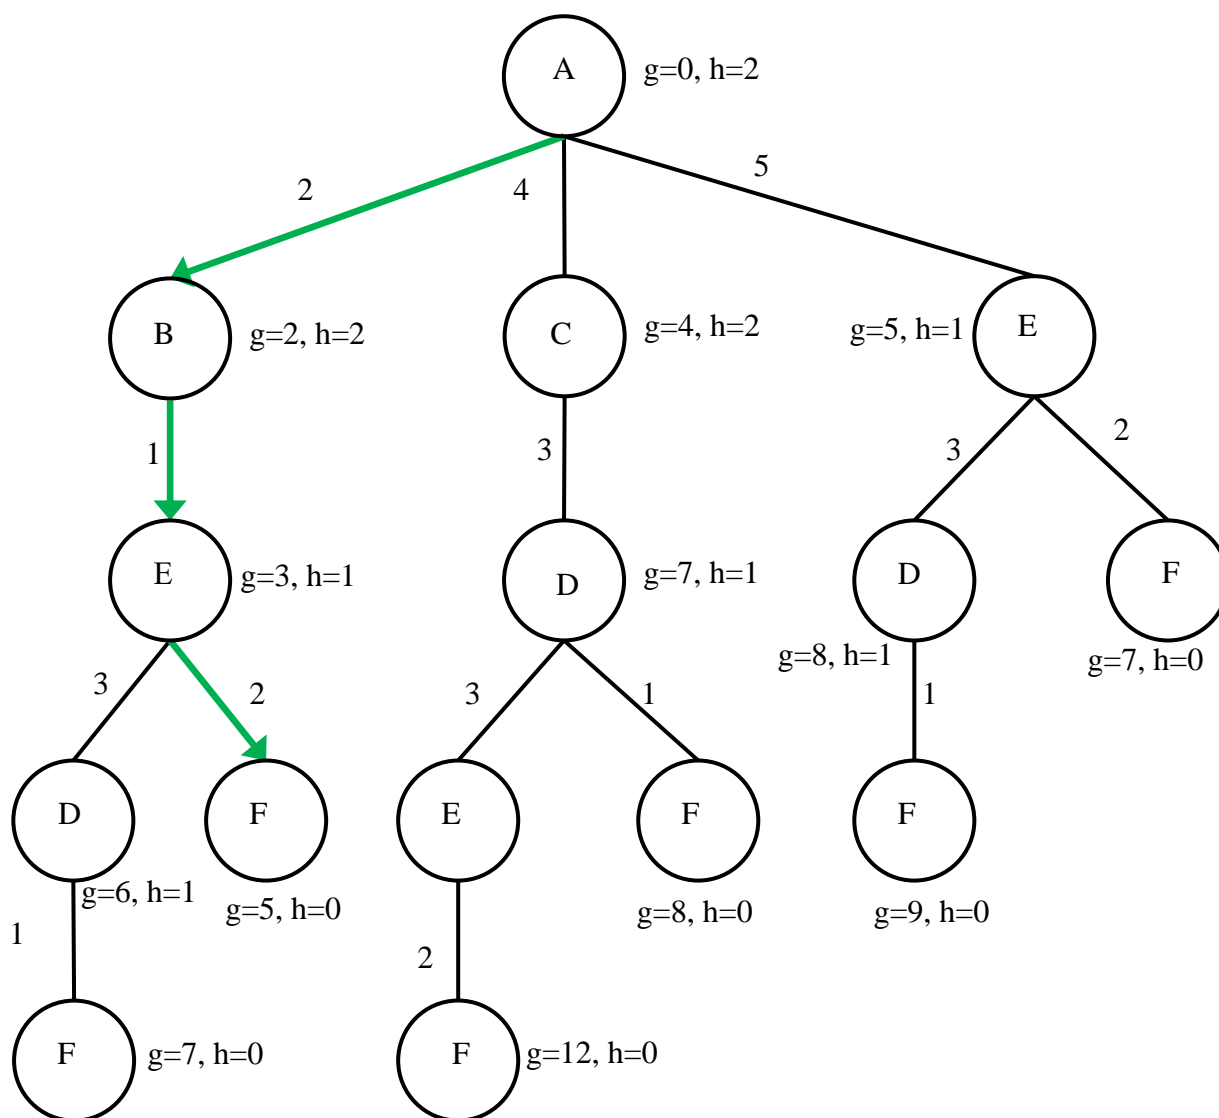 A
g=0, h=2
2
4
5
B
g=2, h=2
C
g=4, h=2
g=5, h=1
E
1
3
3
2
E
g=3, h=1
D
g=7, h=1
D
F
g=8, h=1
g=7, h=0
3
2
3
1
1
D
F
E
F
F
g=6, h=1
g=5, h=0
g=8, h=0
g=9, h=0
1
2
F
g=7, h=0
F
g=12, h=0